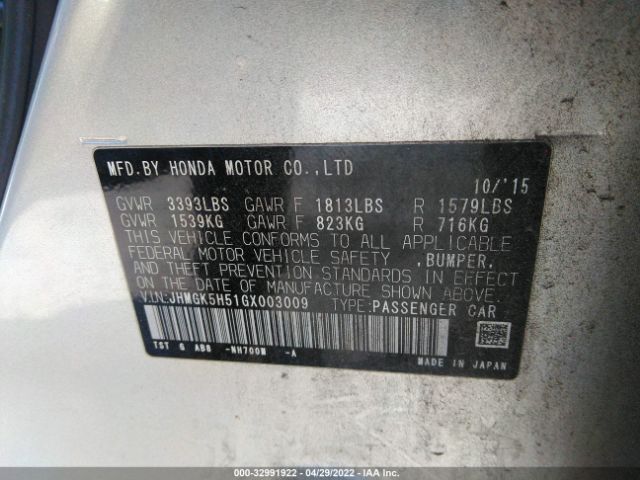 MFD.BY HONDA MOTOR CO.,LTD
10/'15
GVWR 3393LBS GAWR F 1813LBS R 1579LBS
GVWR 1539KG GAWR F 823KG R 716KG
THIS VEHICLE CONFORMS TO ALL APPLICABLE
FEDERAL MOTOR VEHICLE SAFETY ,BUMPER,
AND THEFT PREVENTION STANDARDS IN EFFECT
ON THE DATE OF MANUFACTURE SHOWN ABOVE.
V.I.N:JHMGK5H51GX003009 TYPE:PASSENGER CAR
TST G AB8 -NH700M -A
MADE IN JAPAN
000-32991922 - 04/29/2022 - IAA Inc.